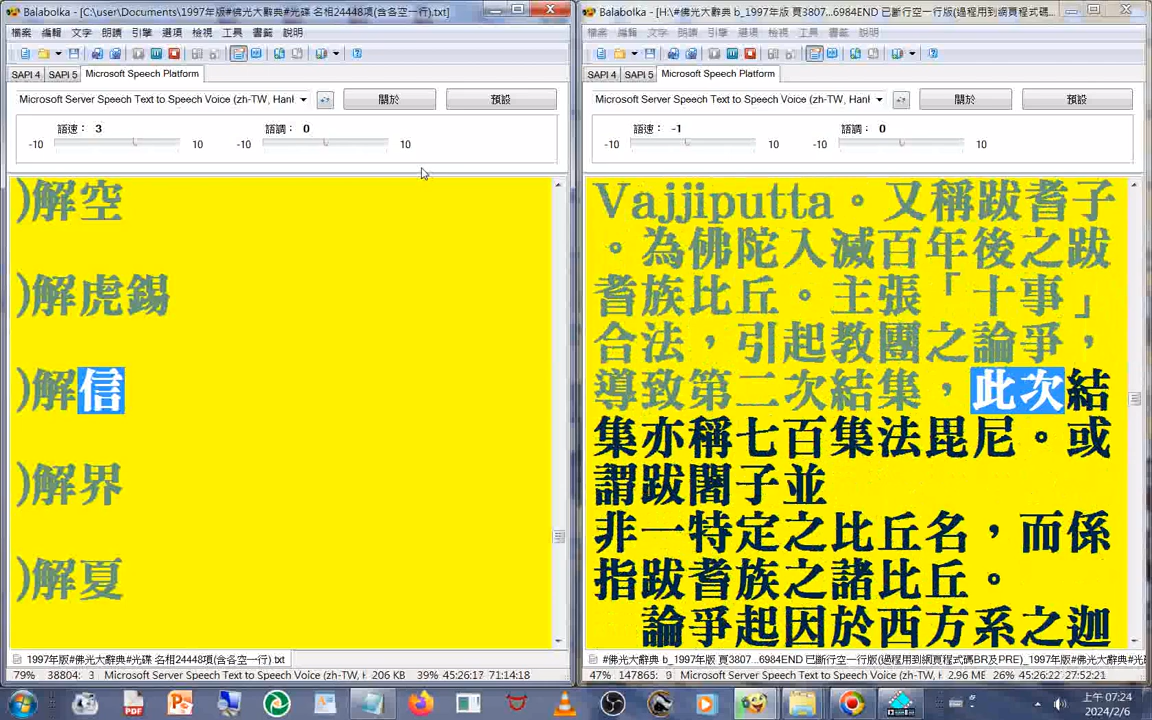 Balabolka - [C:\user\Documents\1997年版#佛光大辭典#光碟 名相24448項(含各空一行).txt]
檔案 編輯 文字 朗讀 引擎 選項 檢視 工具 書籤 說明
SAPI 4 SAPI 5 Microsoft Speech Platform
Microsoft Server Speech Text to Speech Voice (zh-TW, Hanl
關於 預設
語速： 3 語調： 0
-10 10 -10 10
)解空
)解虎錫
)解信
)解界
)解夏
1997年版#佛光大辭典#光碟 名相24448項(含各空一行).txt
79% 38804: 3 Microsoft Server Speech Text to Speech Voice (zh-TW, H 206 KB 39% 45:26:17 71:14:18
Balabolka - [H:\#佛光大辭典 b_1997年版 頁3807...6984END 已斷行空一行版(過程用到網頁程式碼...
檔案 編輯 文字 朗讀 引擎 選項 檢視 工具 書籤 說明
SAPI 4 SAPI 5 Microsoft Speech Platform
Microsoft Server Speech Text to Speech Voice (zh-TW, Hanl
關於 預設
語速： -1 語調： 0
-10 10 -10 10
Vajjiputta。又稱跋耆子
。為佛陀入滅百年後之跋
耆族比丘。主張「十事」
合法，引起教團之論爭，
導致第二次結集，此次結
集亦稱七百集法毘尼。或
謂跋闍子並
非一特定之比丘名，而係
指跋耆族之諸比丘。
論爭起因於西方系之迦
#佛光大辭典 b_1997年版 頁3807...6984END 已斷行空一行版(過程用到網頁程式碼BR及PRE)_1997年版#佛光大辭典#光
47% 147865: 9 Microsoft Server Speech Text to Speech Voice (zh-TW, H 2.96 ME 26% 45:26:22 27:52:21
上午 07:24
2024/2/6